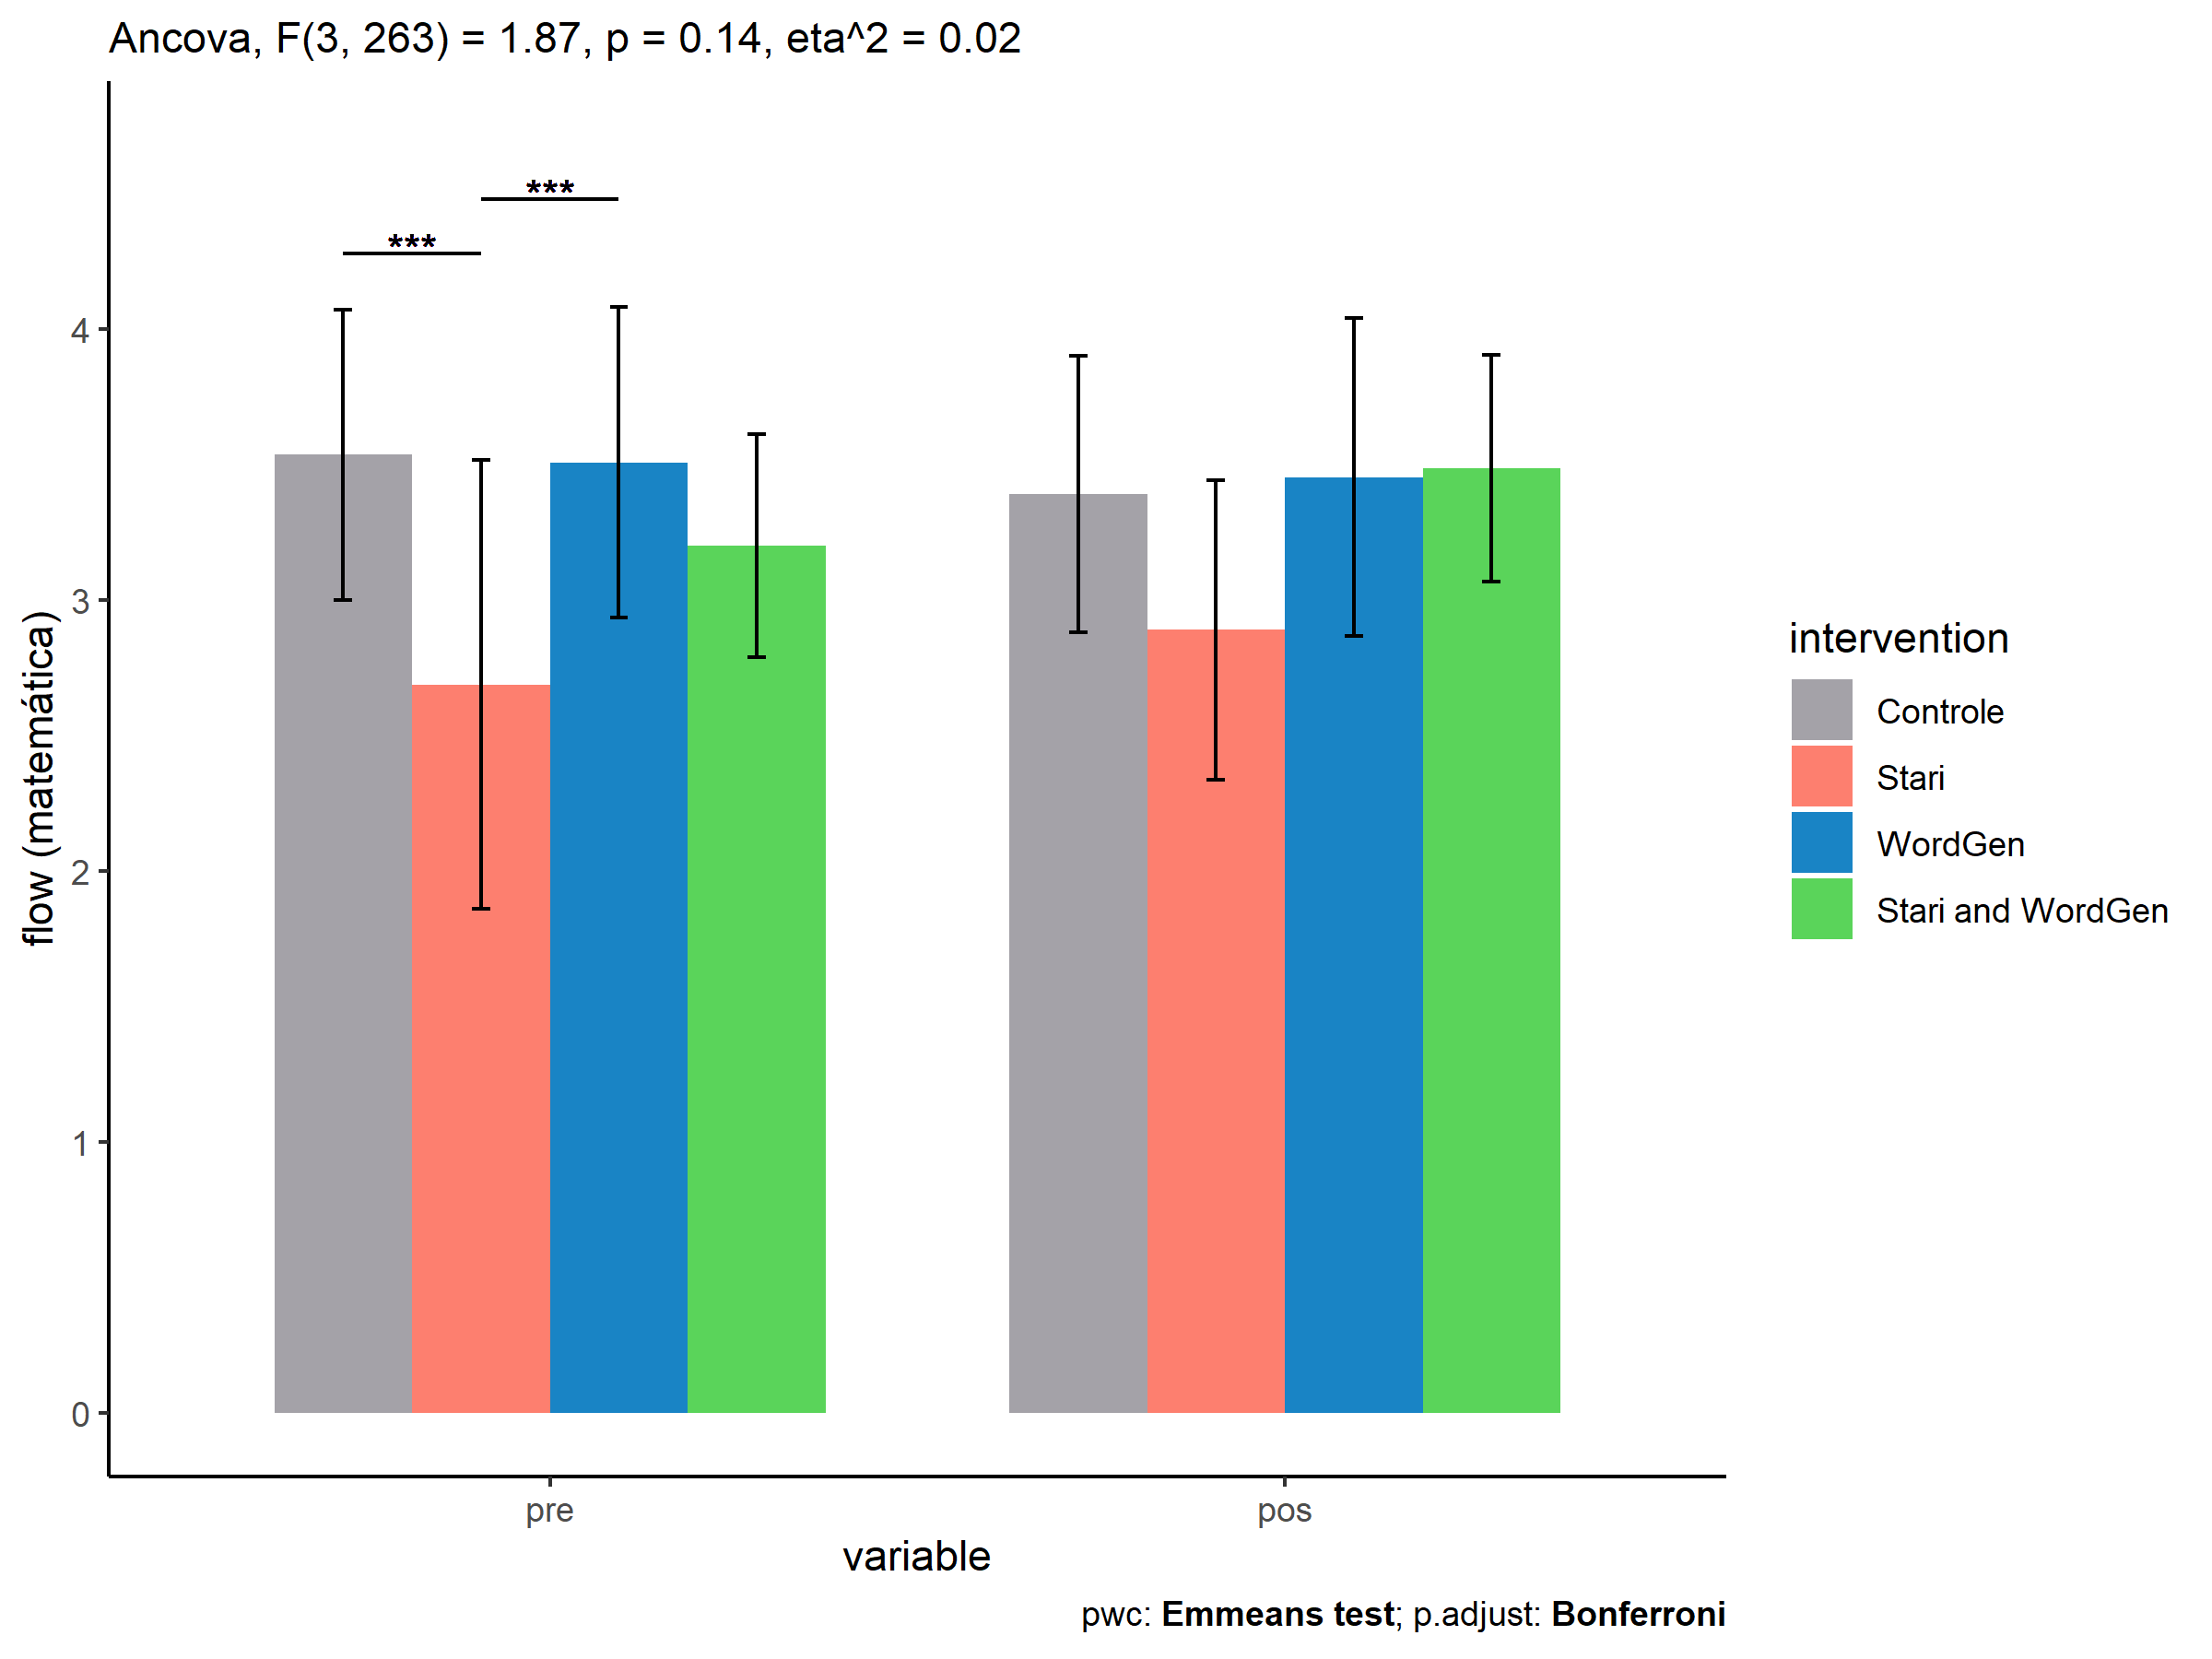 Ancova, F(3, 263) = 1.87, p = 0.14, eta^2 = 0.02
***
***
4
3
2
1
0
flow (matemática)
pre
pos
variable
intervention
Controle
Stari
WordGen
Stari and WordGen
pwc: Emmeans test; p.adjust: Bonferroni